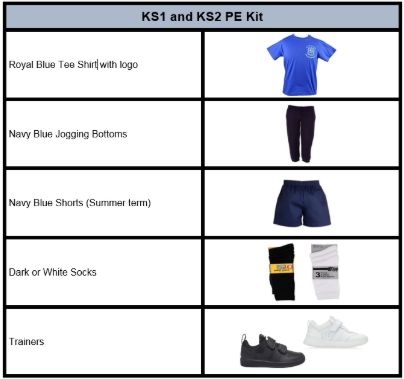 KS1 and KS2 PE Kit
Royal Blue Tee Shirt with logo
Navy Blue Jogging Bottoms
Navy Blue Shorts (Summer term)
Dark or White Socks
Trainers